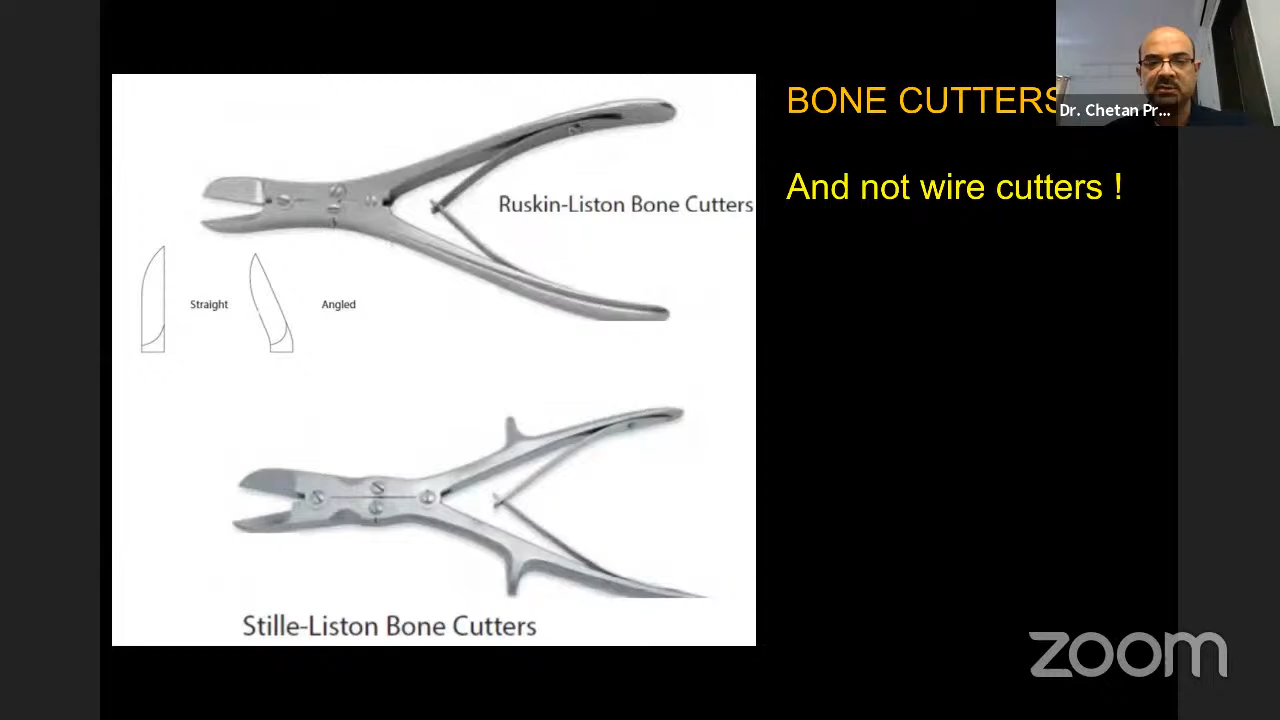 BONE CUTTERS
Dr. Chetan Pr...
And not wire cutters !
Ruskin-Liston Bone Cutters
Straight
Angled
Stille-Liston Bone Cutters
zoom